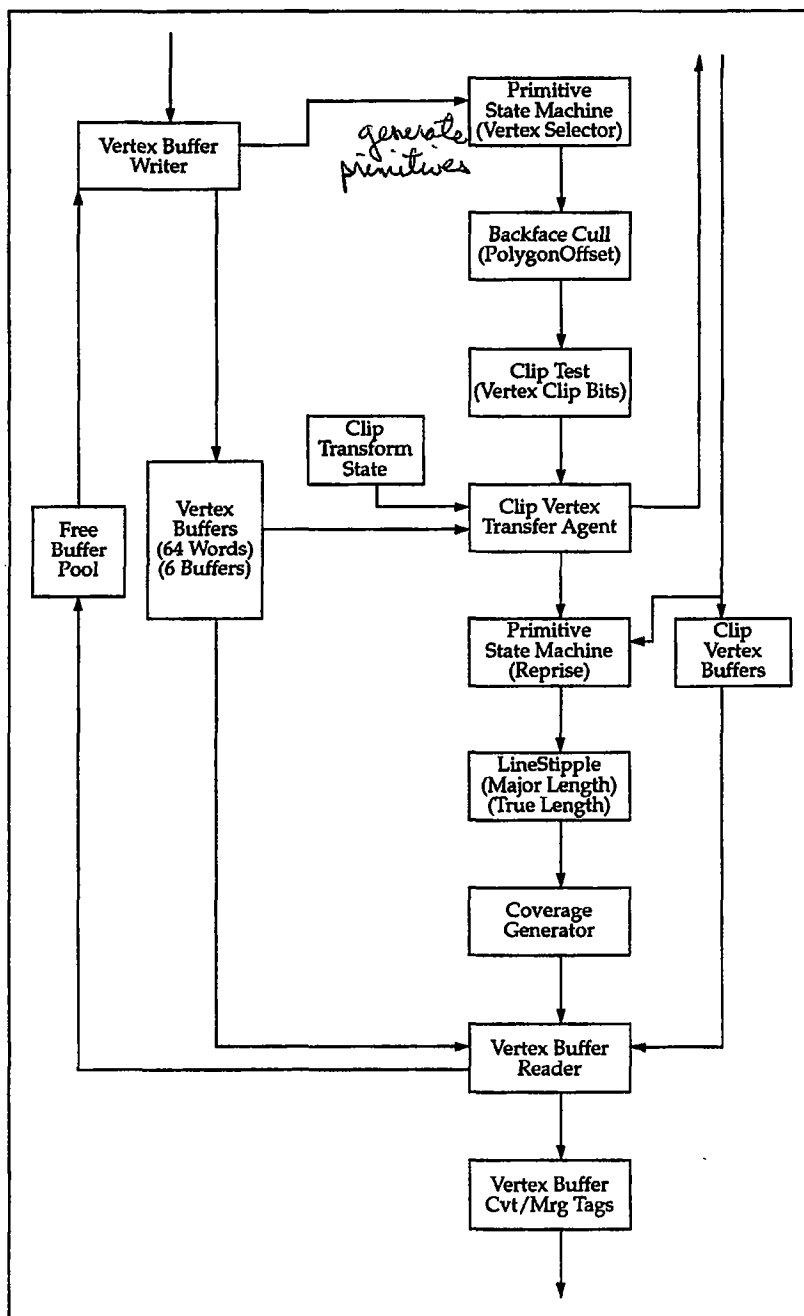 Vertex Buffer
Writer
Primitive
State Machine
(Vertex Selector)
generate
primitives
Backface Cull
(PolygonOffset)
Clip Test
(Vertex Clip Bits)
Clip
Transform
State
Free
Buffer
Pool
Vertex
Buffers
(64 Words)
(6 Buffers)
Clip Vertex
Transfer Agent
Primitive
State Machine
(Reprise)
Clip
Vertex
Buffers
LineStipple
(Major Length)
(True Length)
Coverage
Generator
Vertex Buffer
Reader
Vertex Buffer
Cvt/Mrg Tags